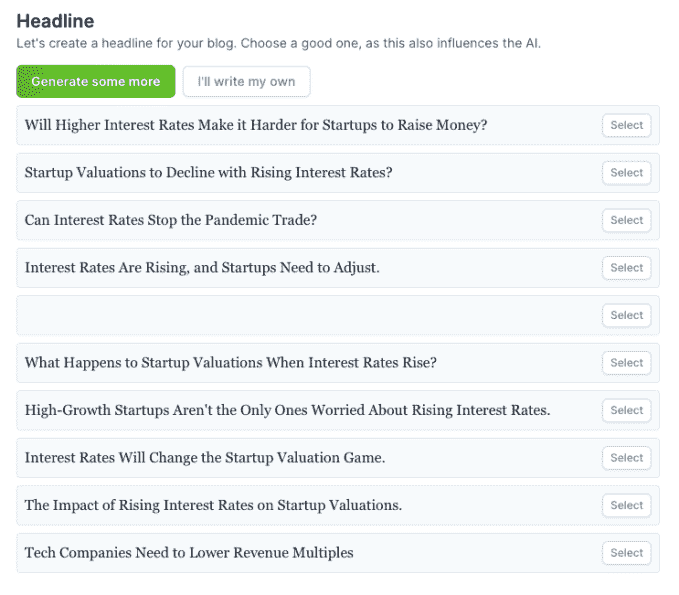 Headline
Let's create a headline for your blog. Choose a good one, as this also influences the AI.
Generate some more I'll write my own
Will Higher Interest Rates Make it Harder for Startups to Raise Money? Select
Startup Valuations to Decline with Rising Interest Rates? Select
Can Interest Rates Stop the Pandemic Trade? Select
Interest Rates Are Rising, and Startups Need to Adjust. Select
Select
What Happens to Startup Valuations When Interest Rates Rise? Select
High-Growth Startups Aren't the Only Ones Worried About Rising Interest Rates. Select
Interest Rates Will Change the Startup Valuation Game. Select
The Impact of Rising Interest Rates on Startup Valuations. Select
Tech Companies Need to Lower Revenue Multiples Select